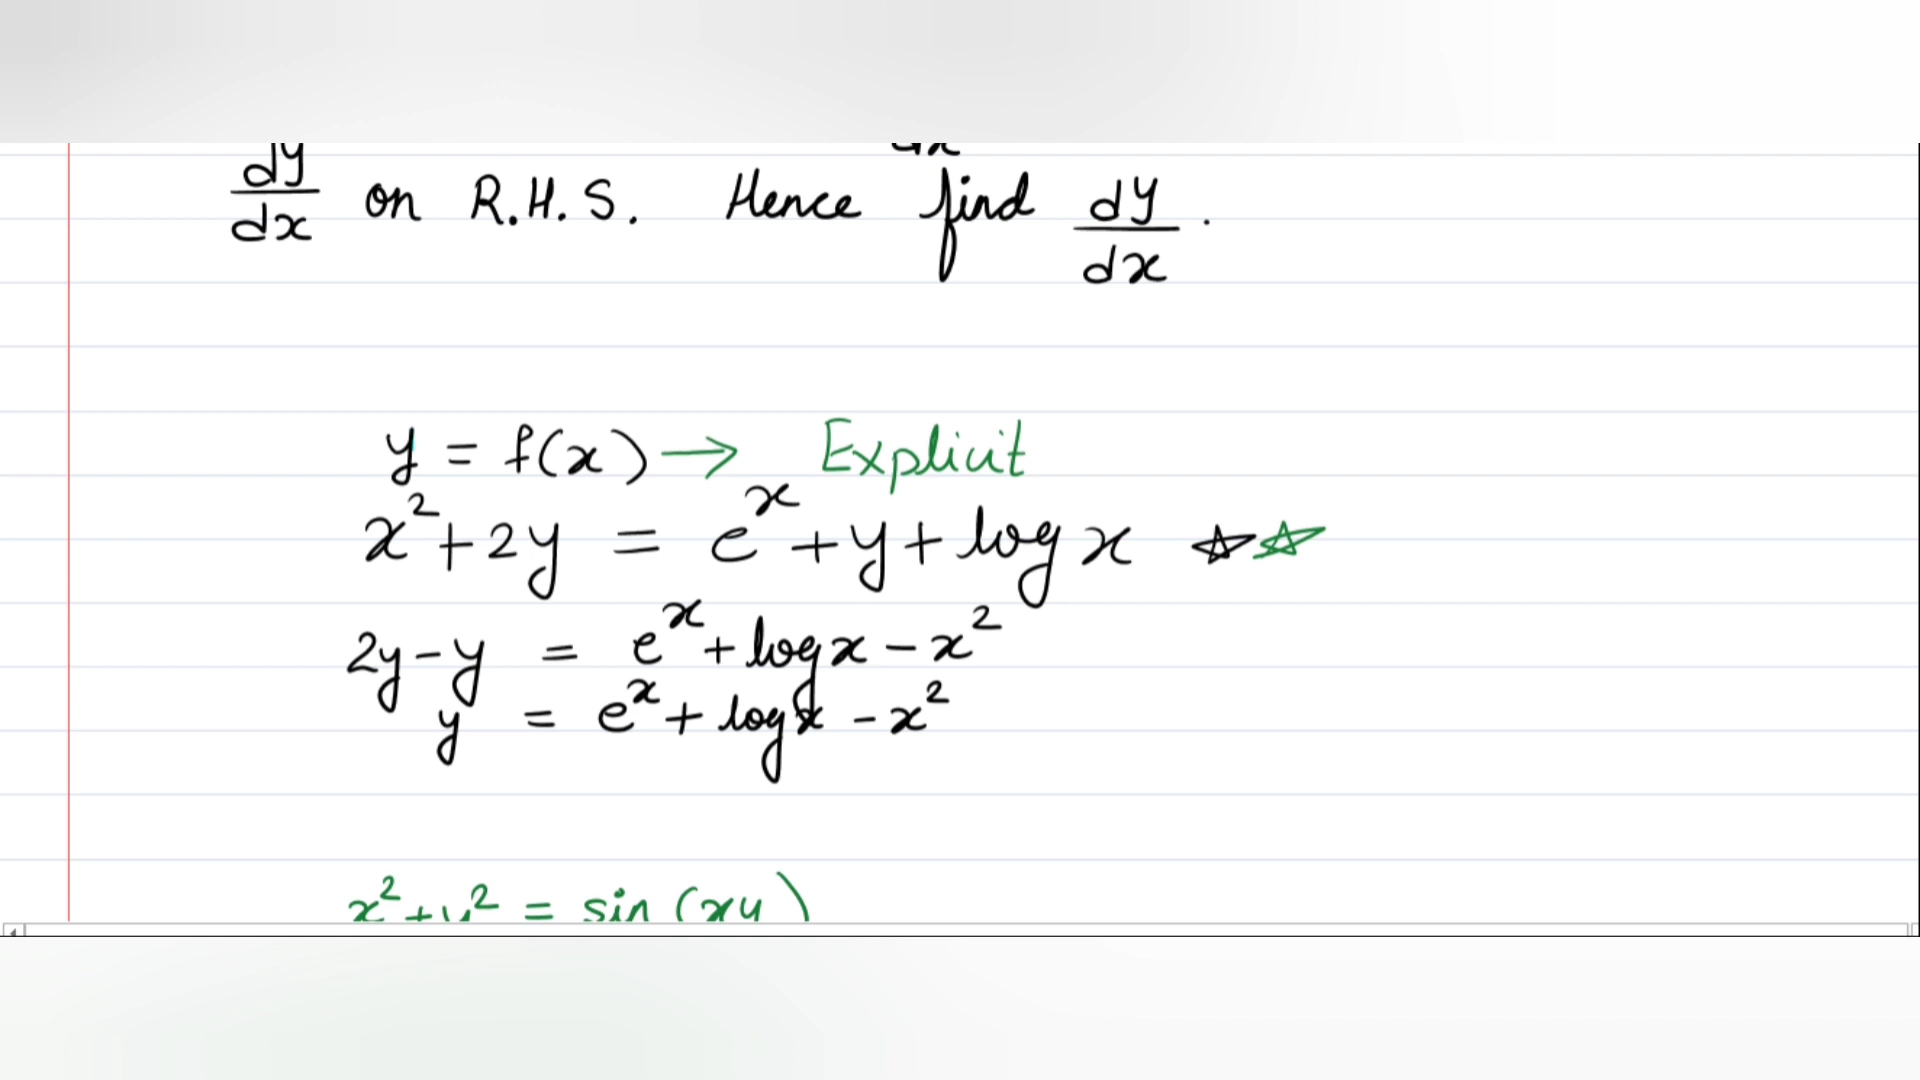 dy/dx on R.H.S. Hence find dy/dx.
y = f(x) → Explicit
x² + 2y = eˣ + y + log x ☆☆
2y - y = eˣ + log x - x²
y = eˣ + log x - x²
x² + y² = sin (xy)